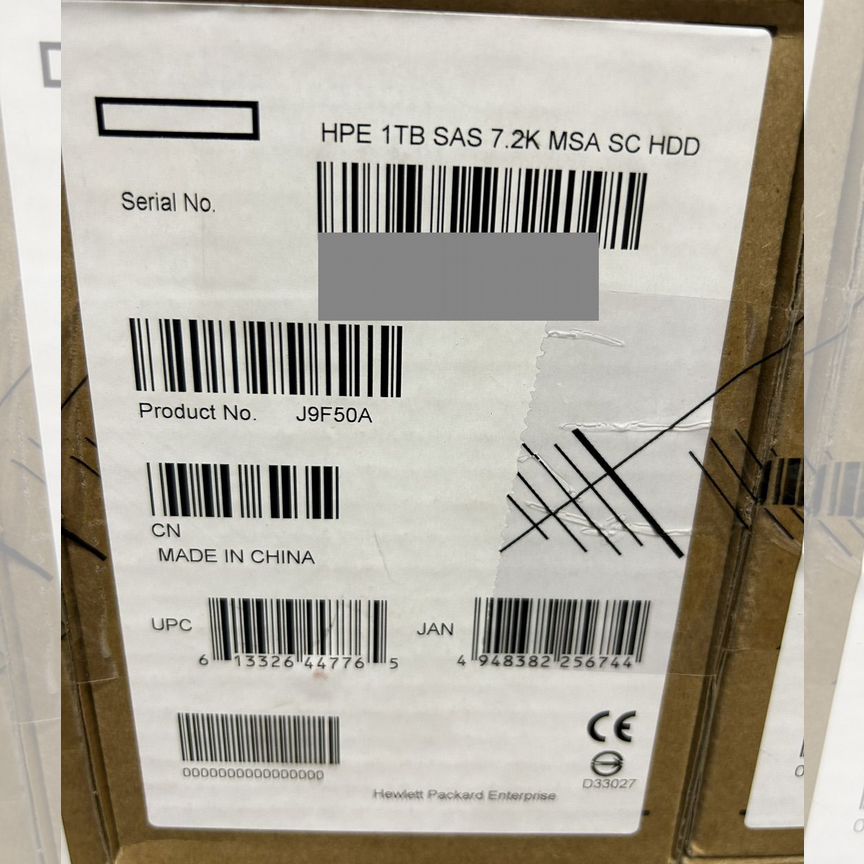 HPE 1TB SAS 7.2K MSA SC HDD
Serial No.
Product No. J9F50A
CN
MADE IN CHINA
UPC 6 13326 44776 5
JAN 4 948382 256744
0000000000000000
CE
D33027
Hewlett Packard Enterprise